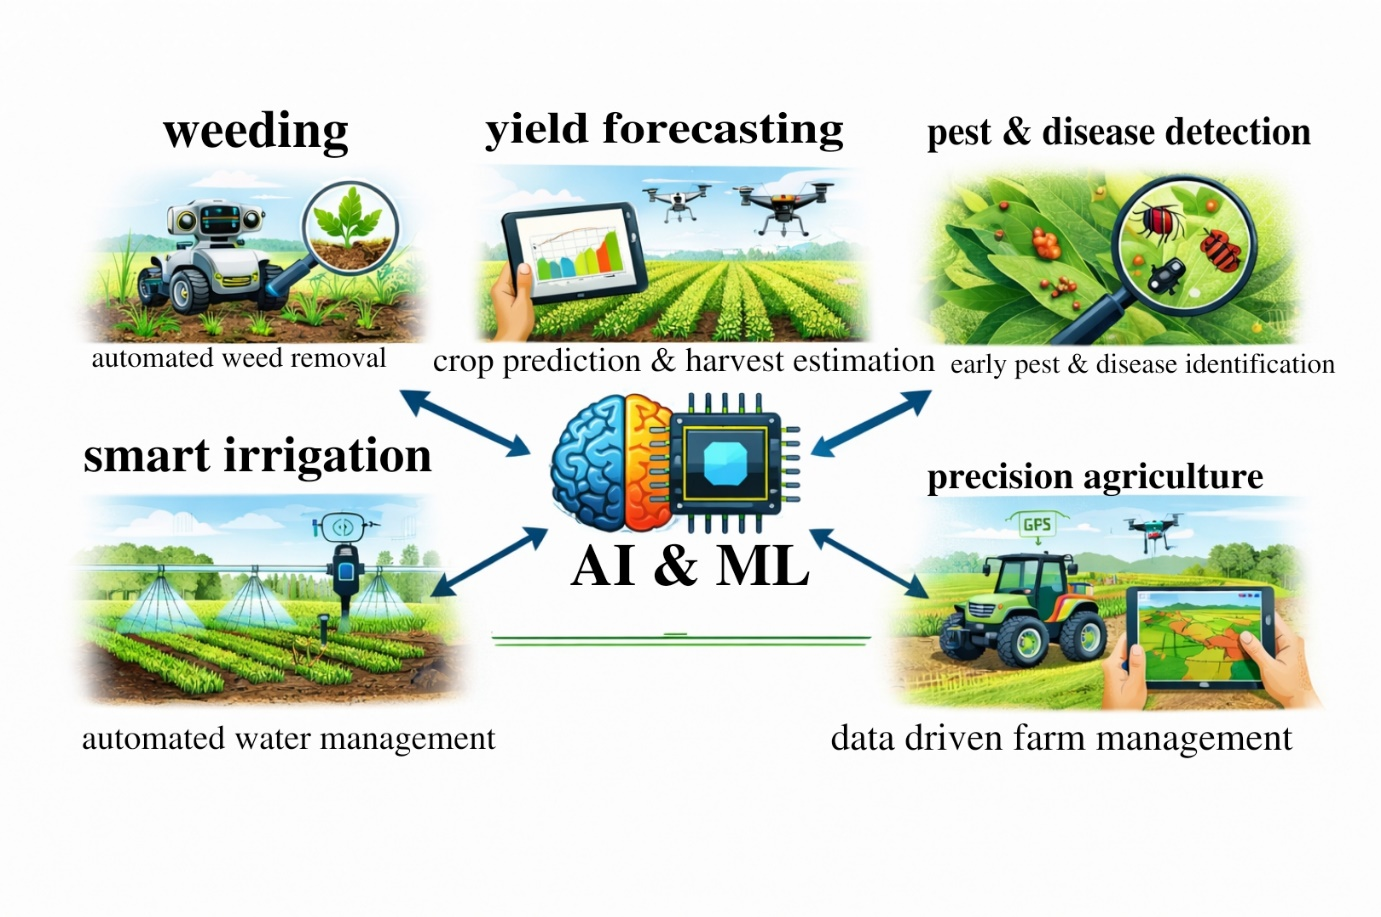 weeding
yield forecasting
pest & disease detection
automated weed removal
crop prediction & harvest estimation
early pest & disease identification
smart irrigation
AI & ML
precision agriculture
GPS
automated water management
data driven farm management